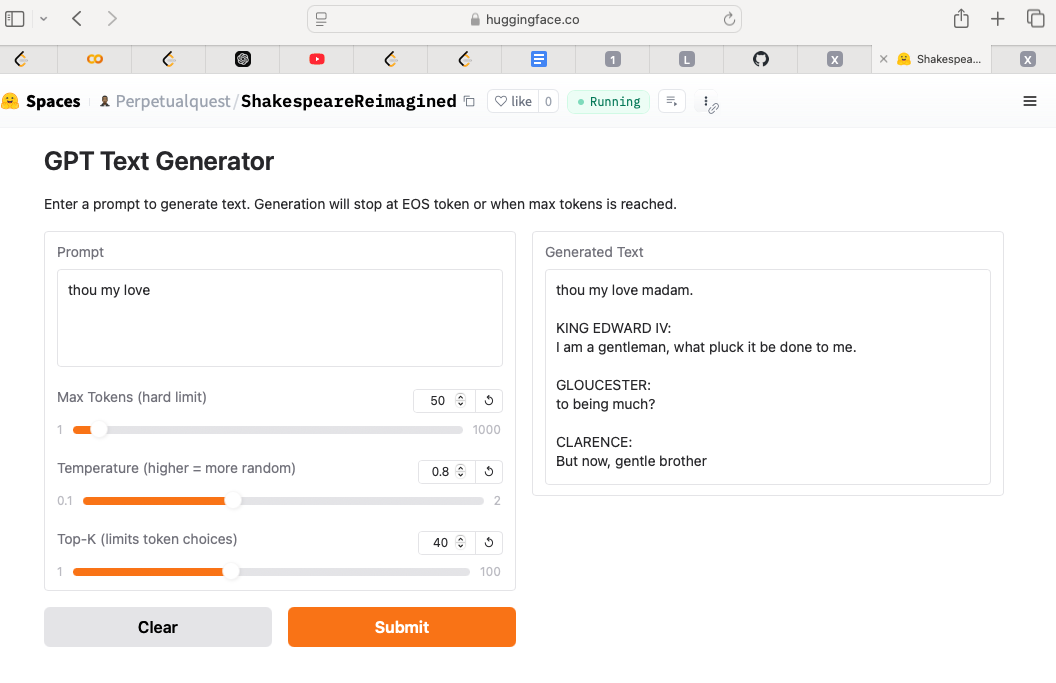 huggingface.co
1
L
X
Shakespea...
X
Spaces
Perpetualquest/ShakespeareReimagined
like
0
Running
GPT Text Generator
Enter a prompt to generate text. Generation will stop at EOS token or when max tokens is reached.
Prompt
thou my love
Max Tokens (hard limit)
50
1
1000
Temperature (higher = more random)
0.8
0.1
2
Top-K (limits token choices)
40
1
100
Clear
Submit
Generated Text
thou my love madam.
KING EDWARD IV:
I am a gentleman, what pluck it be done to me.
GLOUCESTER:
to being much?
CLARENCE:
But now, gentle brother